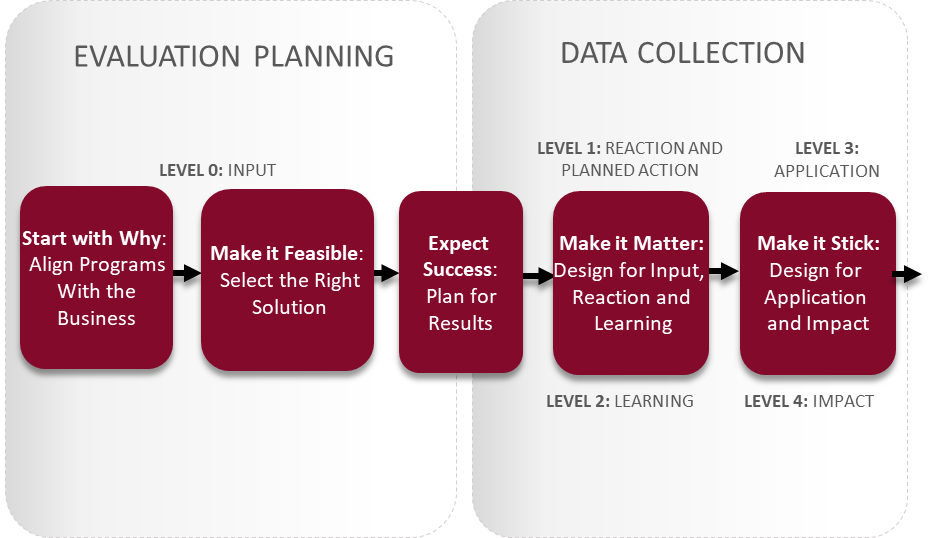 EVALUATION PLANNING
DATA COLLECTION
LEVEL 0: INPUT
LEVEL 1: REACTION AND
PLANNED ACTION
LEVEL 3:
APPLICATION
Start with Why:
Align Programs
With the
Business
Make it Feasible:
Select the Right
Solution
Expect
Success:
Plan for
Results
Make it Matter:
Design for Input,
Reaction and
Learning
Make it Stick:
Design for
Application
and Impact
LEVEL 2: LEARNING
LEVEL 4: IMPACT